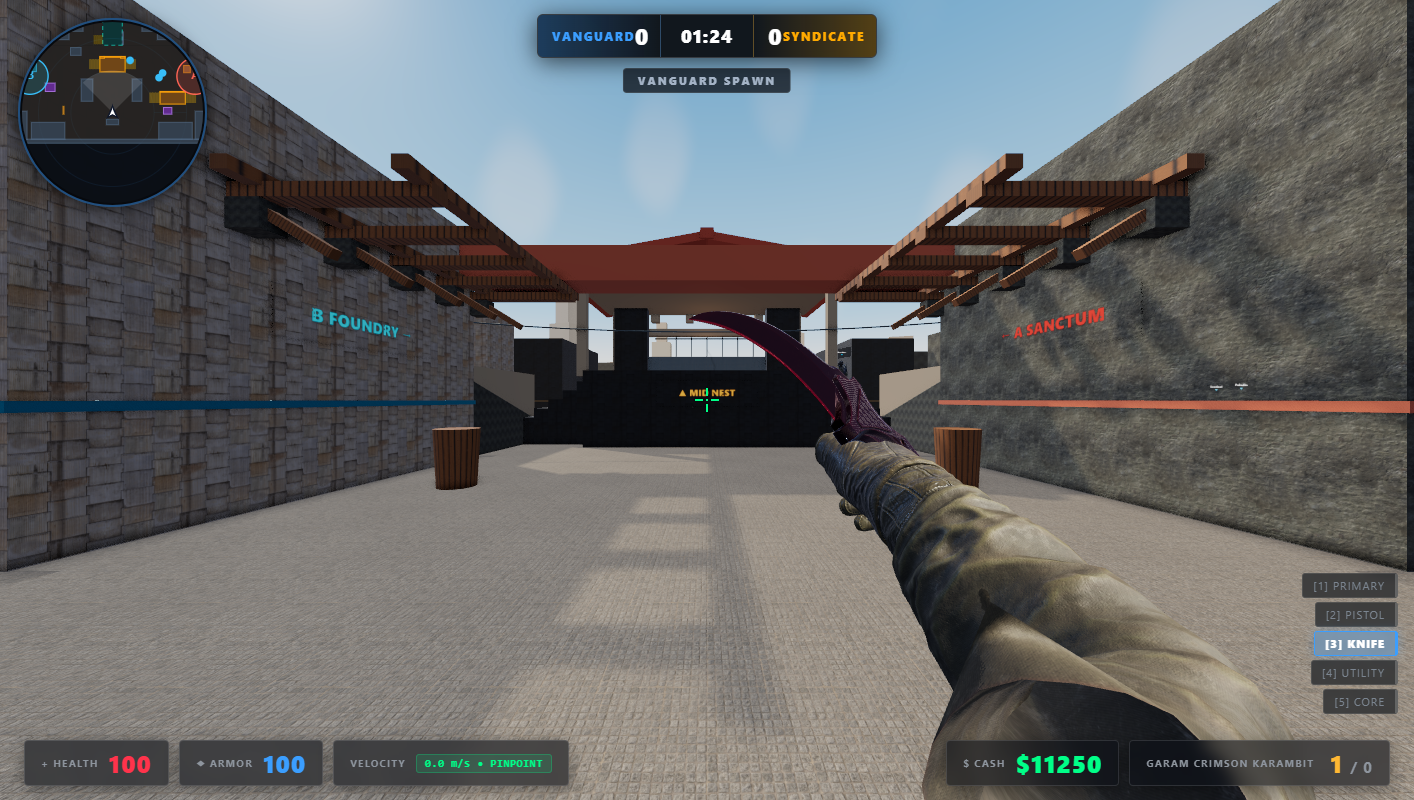 VANGUARD 0 01:24 0 SYNDICATE
VANGUARD SPAWN
B FOUNDRY
A SANCTUM
▲ MID NEST
[1] PRIMARY
[2] PISTOL
[3] KNIFE
[4] UTILITY
[5] CORE
+ HEALTH 100
◆ ARMOR 100
VELOCITY 0.0 m/s • PINPOINT
$ CASH $11250
GARAM CRIMSON KARAMBIT 1 / 0